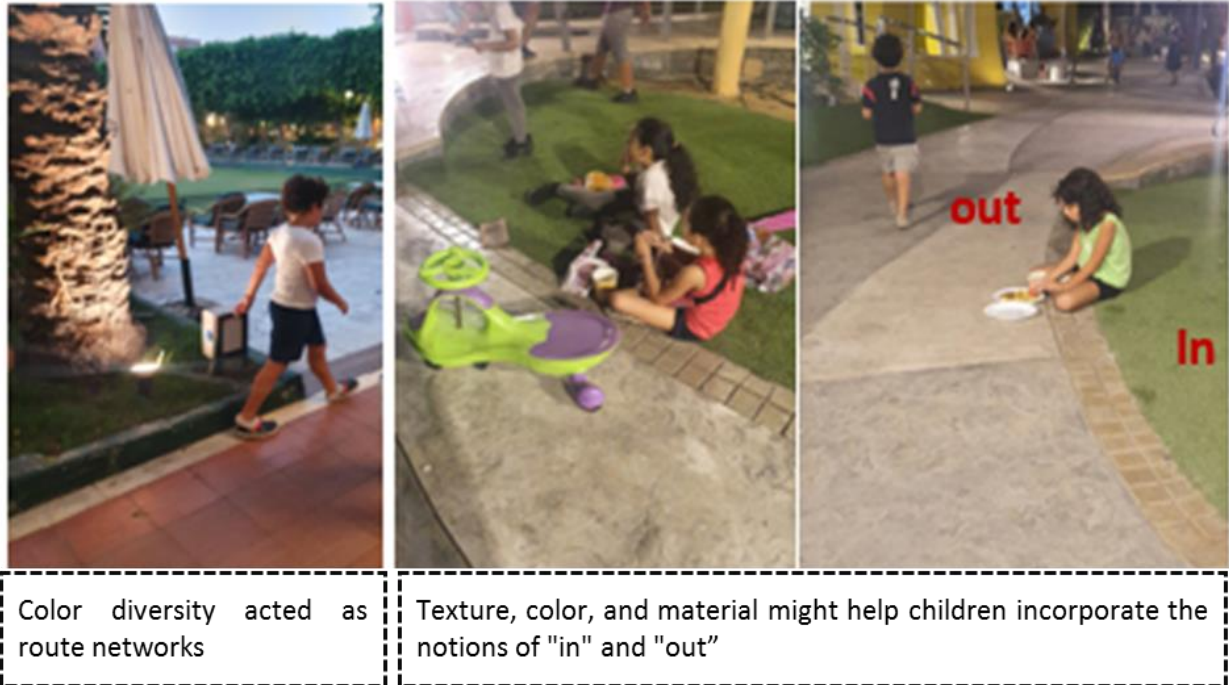 out
In
Color diversity acted as
route networks
Texture, color, and material might help children incorporate the
notions of "in" and "out”